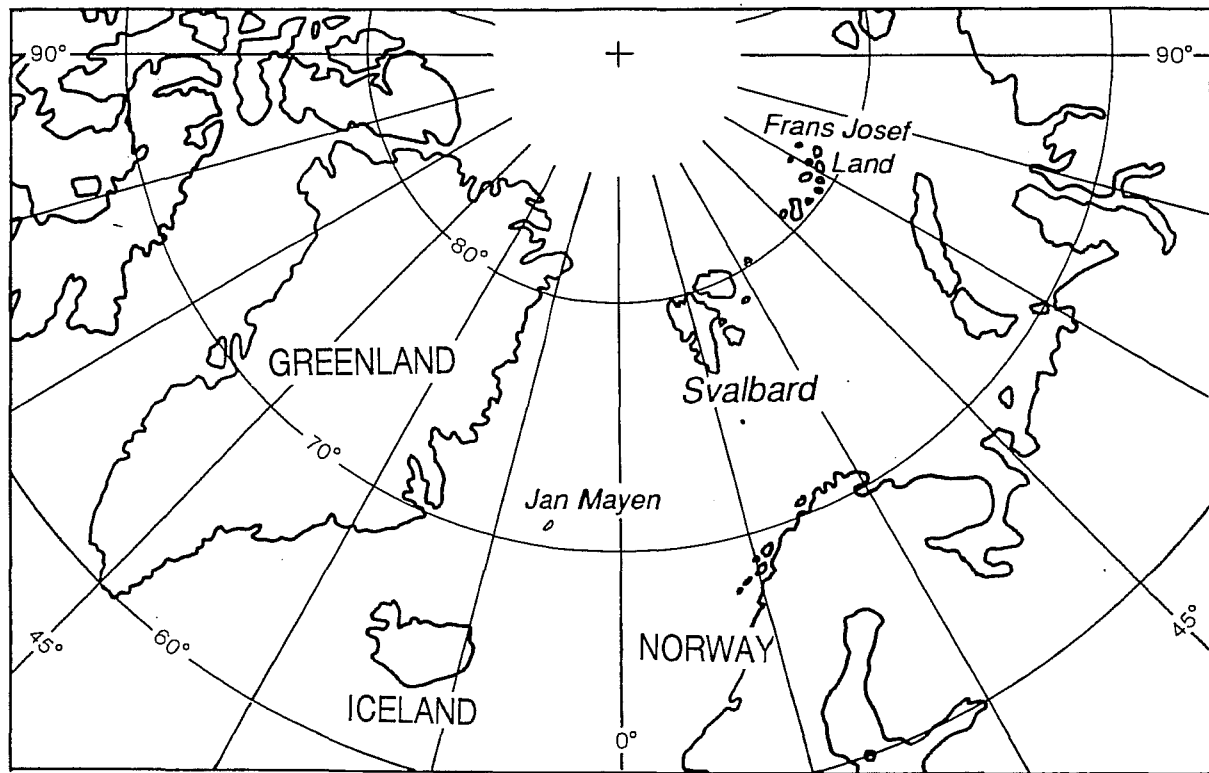 90°
90°
Frans Josef
Land
80°
GREENLAND
Svalbard
70°
Jan Mayen
45°
60°
NORWAY
45°
ICELAND
0°